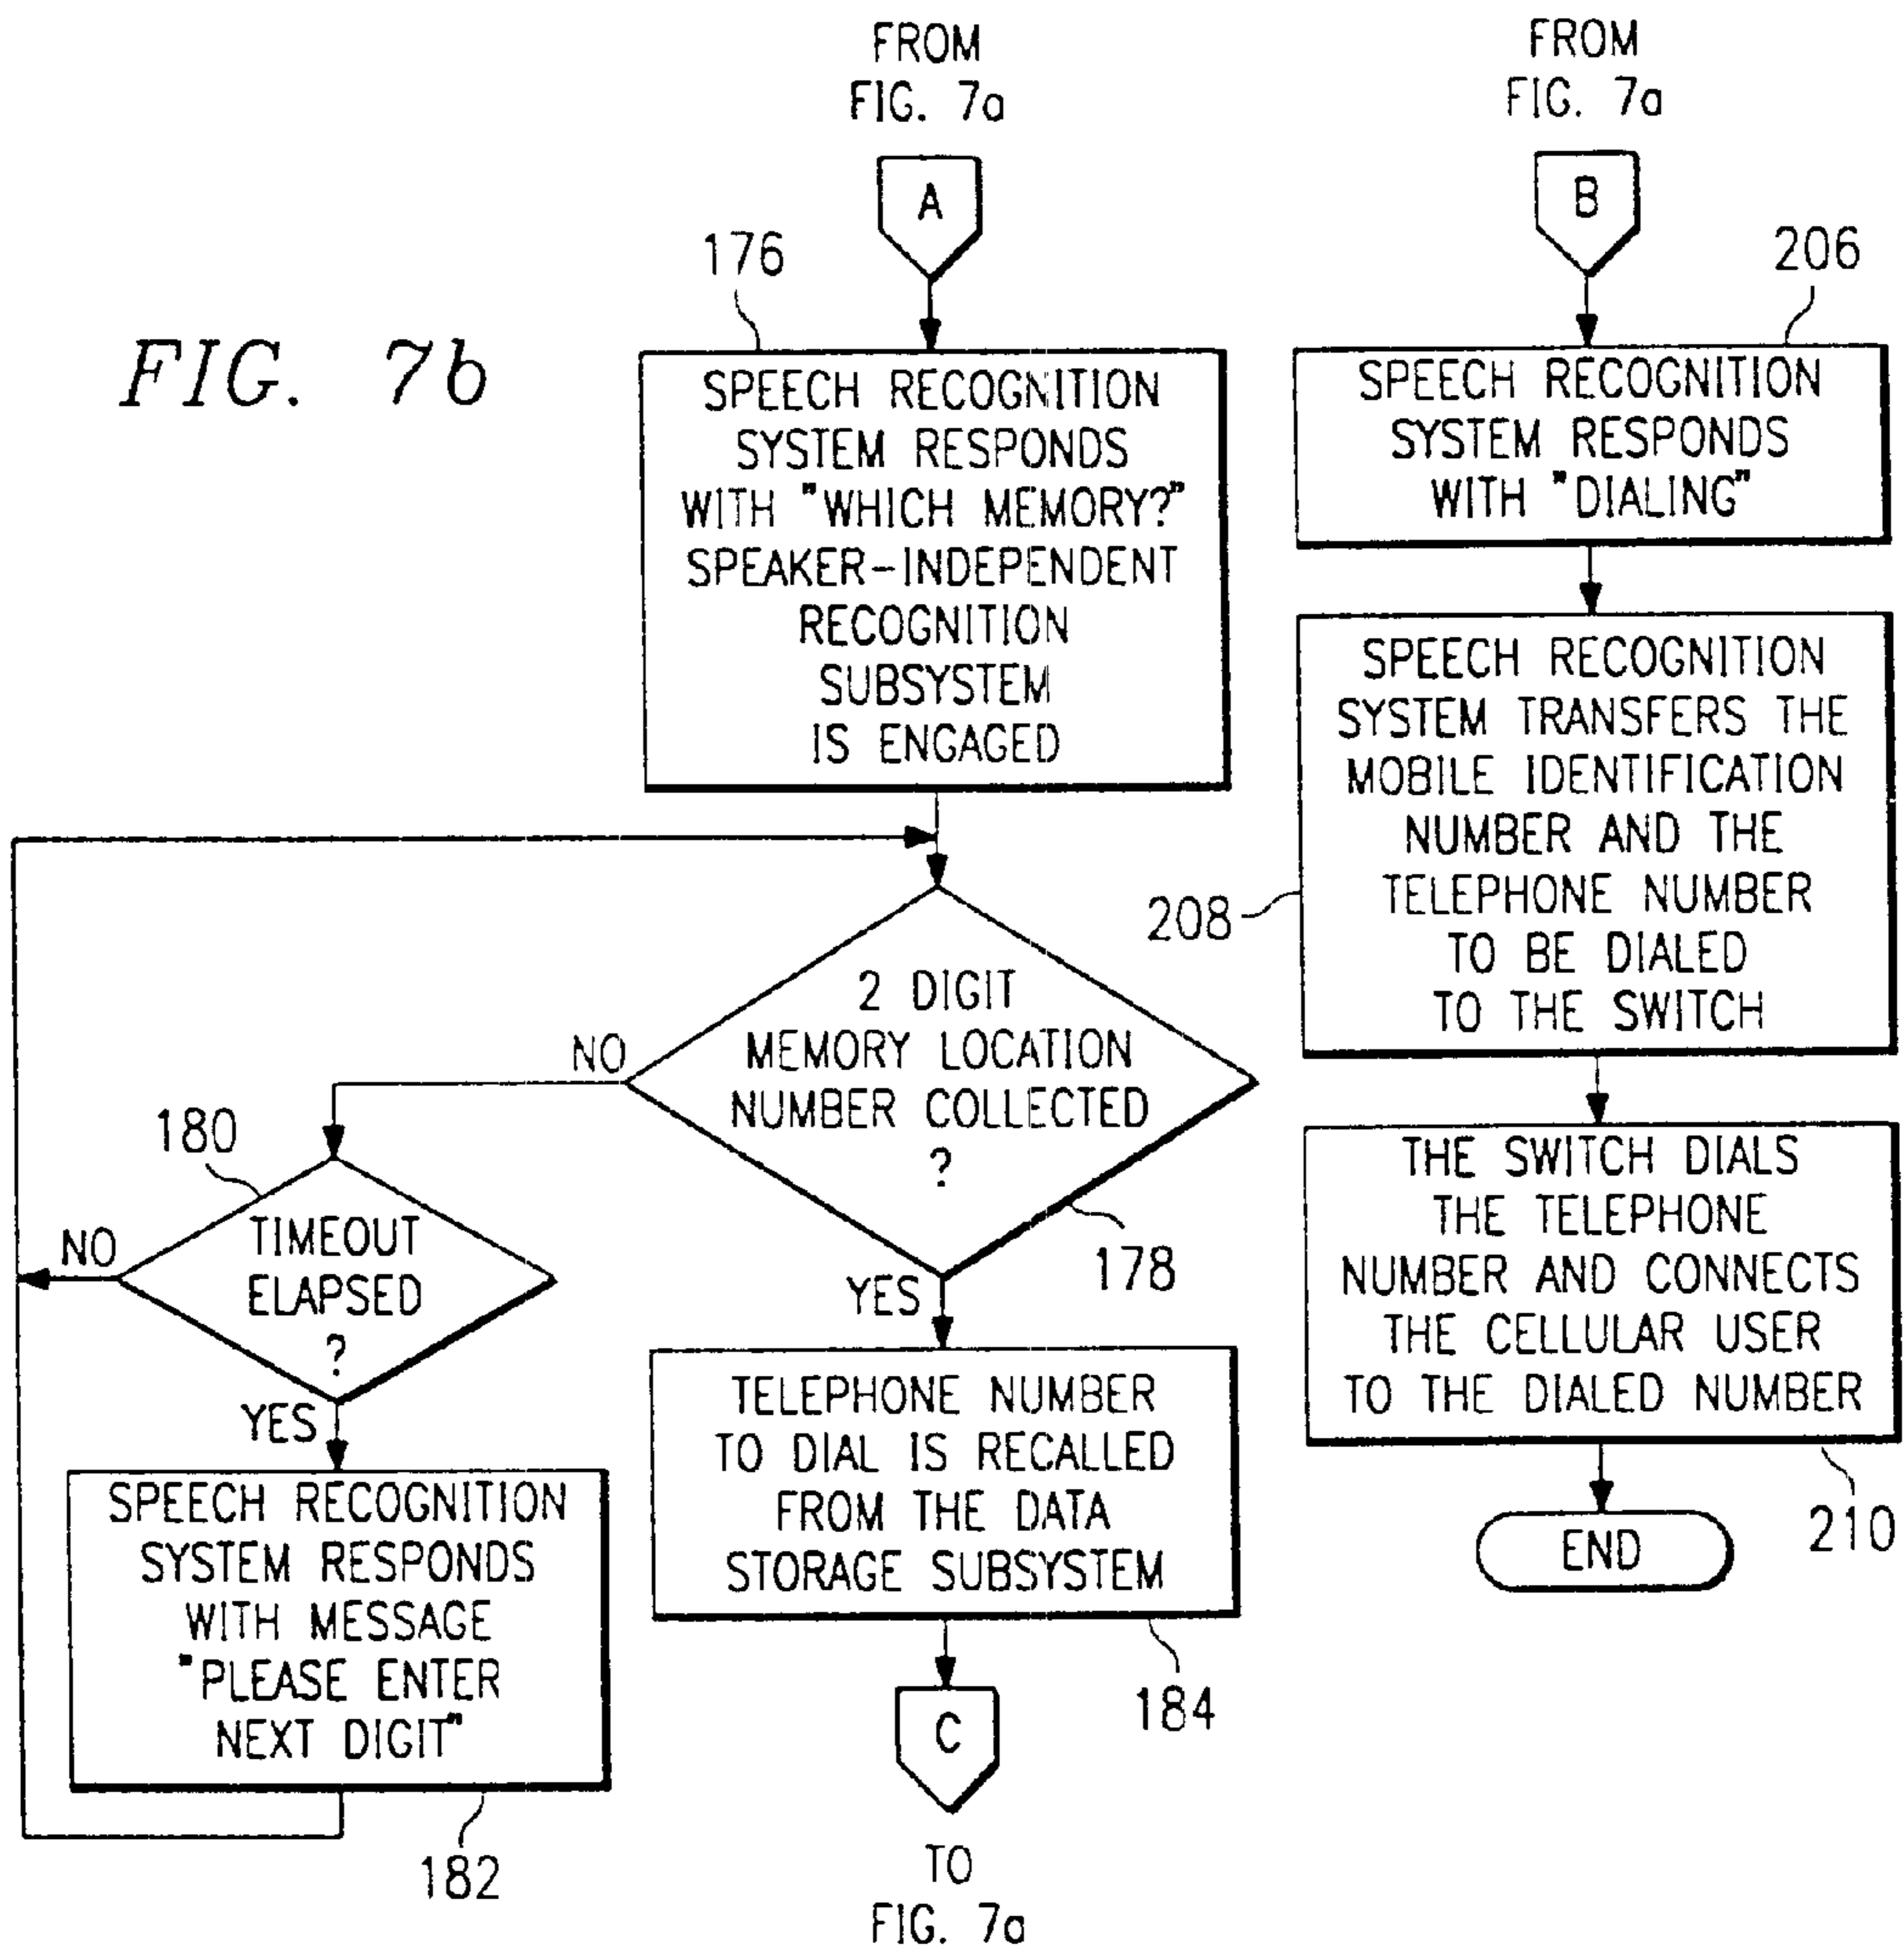 FIG. 7b
FROM
FIG. 7a
A
176
SPEECH RECOGNITION
SYSTEM RESPONDS
WITH "WHICH MEMORY?"
SPEAKER-INDEPENDENT
RECOGNITION
SUBSYSTEM
IS ENGAGED
2 DIGIT
MEMORY LOCATION
NUMBER COLLECTED
?
178
NO
180
TIMEOUT
ELAPSED
?
NO
YES
SPEECH RECOGNITION
SYSTEM RESPONDS
WITH MESSAGE
"PLEASE ENTER
NEXT DIGIT"
182
YES
TELEPHONE NUMBER
TO DIAL IS RECALLED
FROM THE DATA
STORAGE SUBSYSTEM
184
C
TO
FIG. 7a
FROM
FIG. 7a
B
206
SPEECH RECOGNITION
SYSTEM RESPONDS
WITH "DIALING"
208
SPEECH RECOGNITION
SYSTEM TRANSFERS THE
MOBILE IDENTIFICATION
NUMBER AND THE
TELEPHONE NUMBER
TO BE DIALED
TO THE SWITCH
THE SWITCH DIALS
THE TELEPHONE
NUMBER AND CONNECTS
THE CELLULAR USER
TO THE DIALED NUMBER
210
END